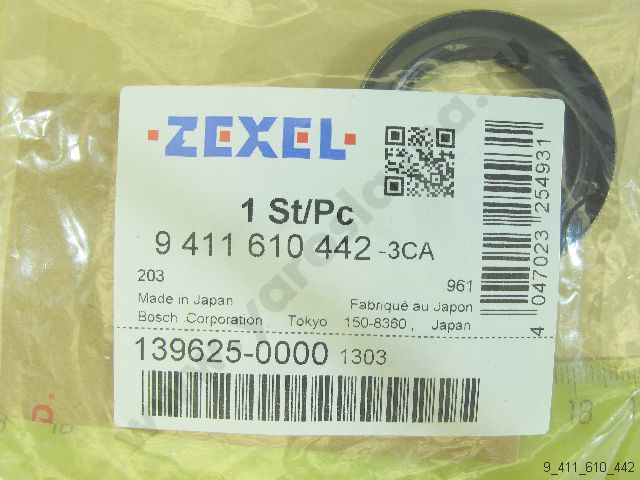 ZEXEL
1 St/Pc
9 411 610 442 -3CA
203
961
Made in Japan
Fabriqué au Japon
Bosch Corporation, Tokyo 150-8360, Japan
139625-0000 1303
4 047023 254931
13
9_411_610_442